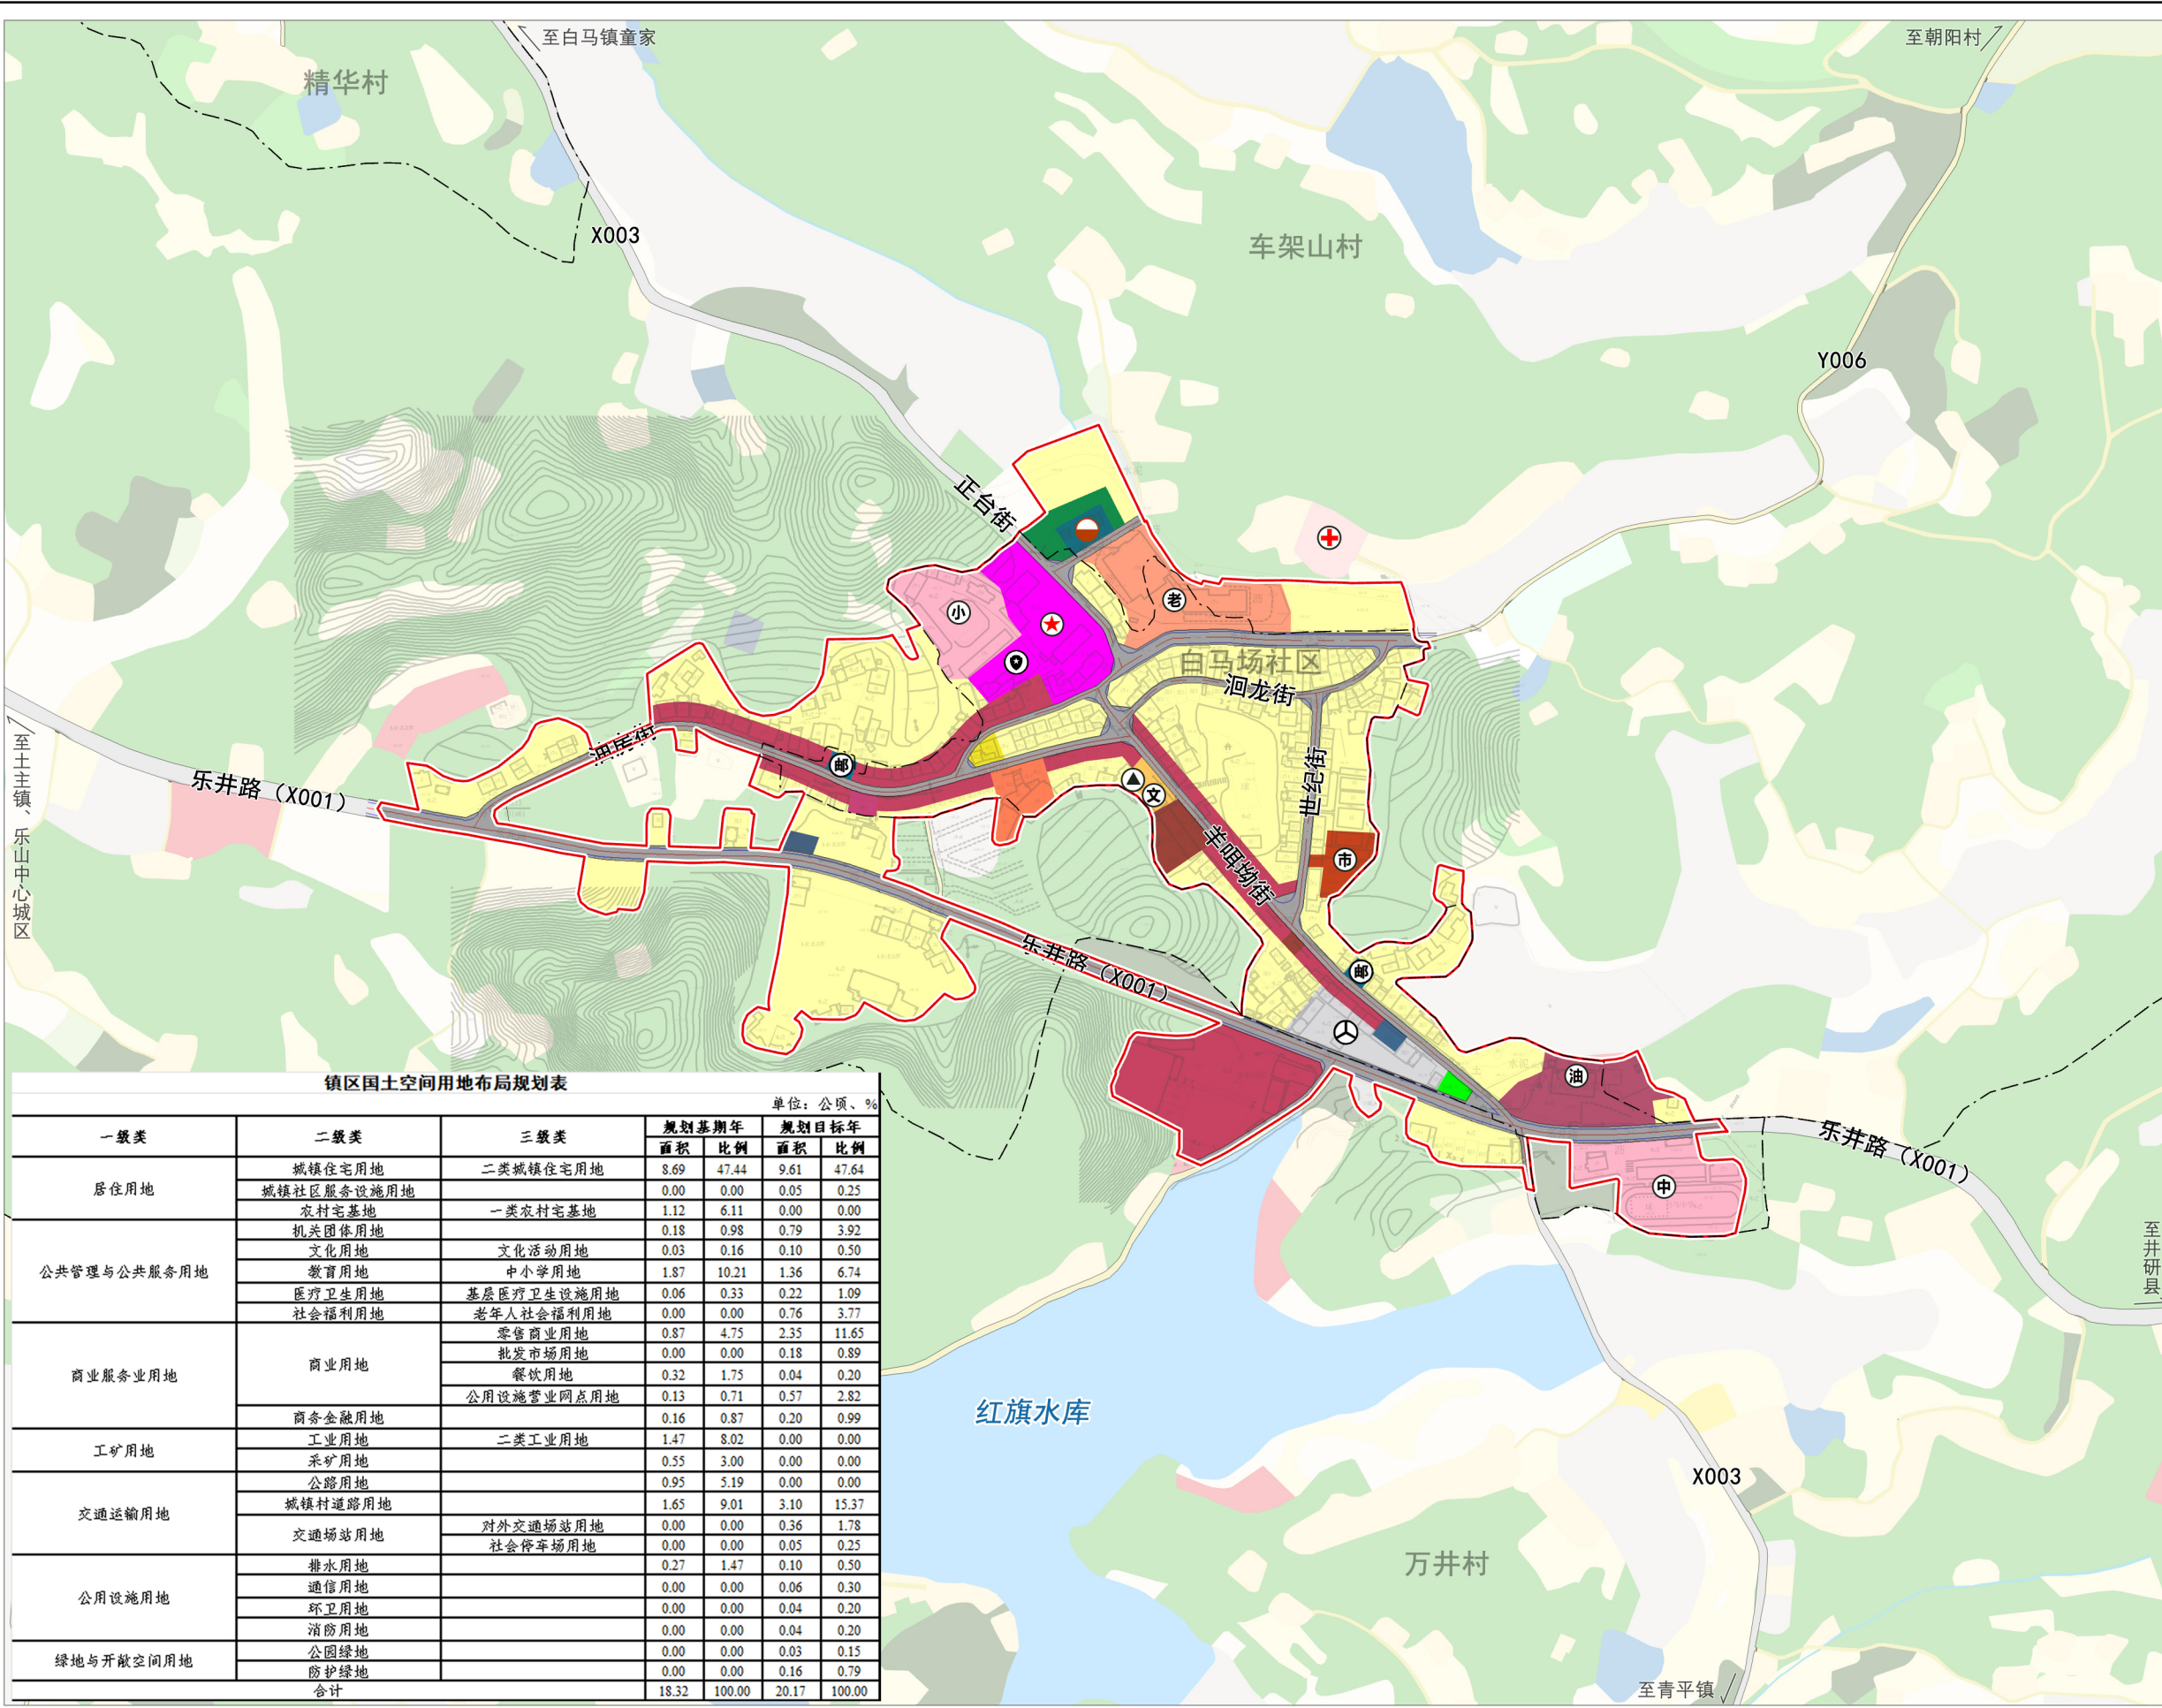 至白马镇童家
至朝阳村
精华村
X003
车架山村
Y006
正台街
小
老
白马场社区
洄龙街
至土主镇、乐山中心城区
乐井路（X001）
邮
文
世纪街
羊咡坳街
市
乐井路（X001）
邮
油
乐井路（X001）
中
至井研县
红旗水库
X003
万井村
至青平镇
镇区国土空间用地布局规划表
单位：公顷、%
一级类 二级类 三级类 规划基期年 规划目标年
面积 比例 面积 比例
居住用地 城镇住宅用地 二类城镇住宅用地 8.69 47.44 9.61 47.64
城镇社区服务设施用地 0.00 0.00 0.05 0.25
农村宅基地 一类农村宅基地 1.12 6.11 0.00 0.00
公共管理与公共服务用地 机关团体用地 0.18 0.98 0.79 3.92
文化用地 文化活动用地 0.03 0.16 0.10 0.50
教育用地 中小学用地 1.87 10.21 1.36 6.74
医疗卫生用地 基层医疗卫生设施用地 0.06 0.33 0.22 1.09
社会福利用地 老年人社会福利用地 0.00 0.00 0.76 3.77
商业服务业用地 商业用地 零售商业用地 0.87 4.75 2.35 11.65
批发市场用地 0.00 0.00 0.18 0.89
餐饮用地 0.32 1.75 0.04 0.20
公用设施营业网点用地 0.13 0.71 0.57 2.82
商务金融用地 0.16 0.87 0.20 0.99
工矿用地 工业用地 二类工业用地 1.47 8.02 0.00 0.00
采矿用地 0.55 3.00 0.00 0.00
交通运输用地 公路用地 0.95 5.19 0.00 0.00
城镇村道路用地 1.65 9.01 3.10 15.37
交通场站用地 对外交通场站用地 0.00 0.00 0.36 1.78
社会停车场用地 0.00 0.00 0.05 0.25
公用设施用地 排水用地 0.27 1.47 0.10 0.50
通信用地 0.00 0.00 0.06 0.30
环卫用地 0.00 0.00 0.04 0.20
消防用地 0.00 0.00 0.04 0.20
绿地与开敞空间用地 公园绿地 0.00 0.00 0.03 0.15
防护绿地 0.00 0.00 0.16 0.79
合计 18.32 100.00 20.17 100.00